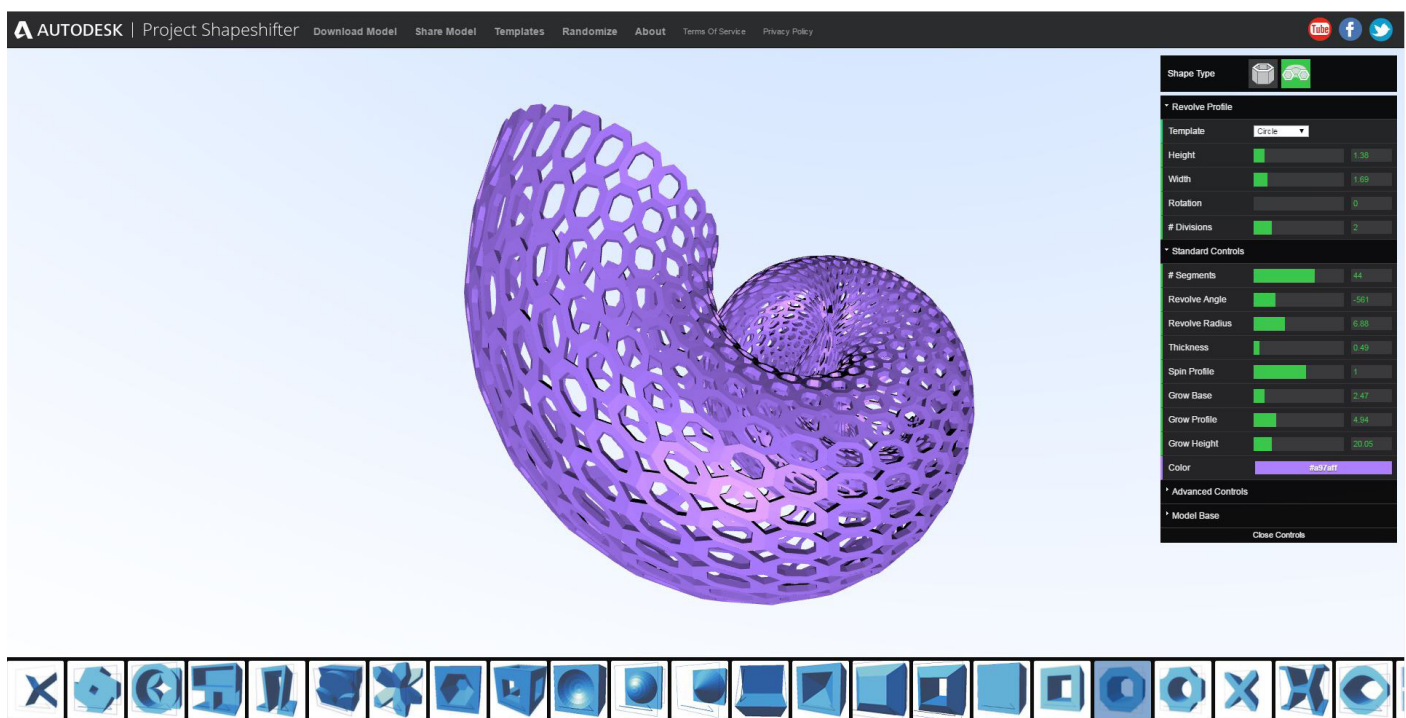 AUTODESK | Project Shapeshifter Download Model Share Model Templates Randomize About Terms Of Service Privacy Policy Tube
Shape Type
Revolve Profile
Template Circle
Height 1.38
Width 1.69
Rotation 0
# Divisions 2
Standard Controls
# Segments 44
Revolve Angle -561
Revolve Radius 6.88
Thickness 0.49
Spin Profile 1
Grow Base 2.47
Grow Profile 4.94
Grow Height 20.05
Color #a97aff
Advanced Controls
Model Base
Close Controls